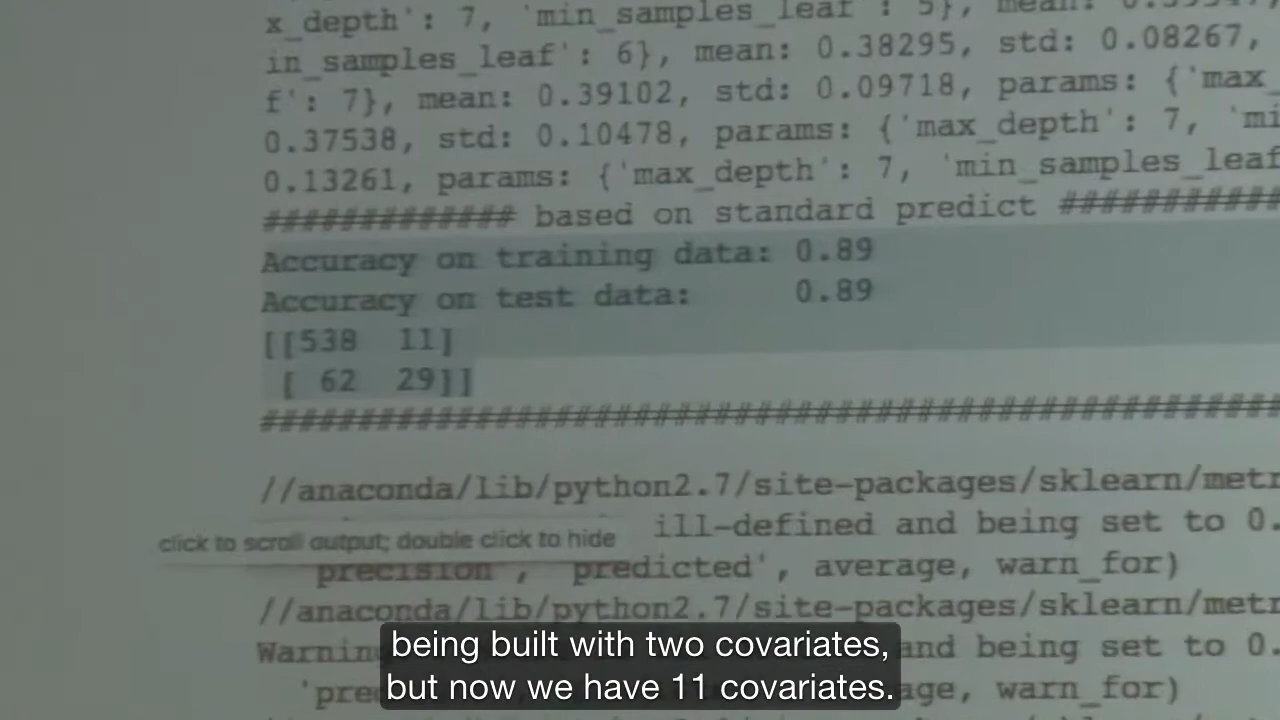 x_depth': 7, 'min_samples_leaf': 5}, mean:
in_samples_leaf': 6}, mean: 0.38295, std: 0.08267,
f': 7}, mean: 0.39102, std: 0.09718, params: {'max_
0.37538, std: 0.10478, params: {'max_depth': 7, 'mi
0.13261, params: {'max_depth': 7, 'min_samples_leaf
############# based on standard predict ###########
Accuracy on training data: 0.89
Accuracy on test data: 0.89
[[538 11]
[ 62 29]]
#####################################################
//anaconda/lib/python2.7/site-packages/sklearn/metr
ill-defined and being set to 0.
click to scroll output; double click to hide
'precision', 'predicted', average, warn_for)
//anaconda/lib/python2.7/site-packages/sklearn/metr
Warnin and being set to 0.
'pre age, warn_for)
being built with two covariates,
but now we have 11 covariates.